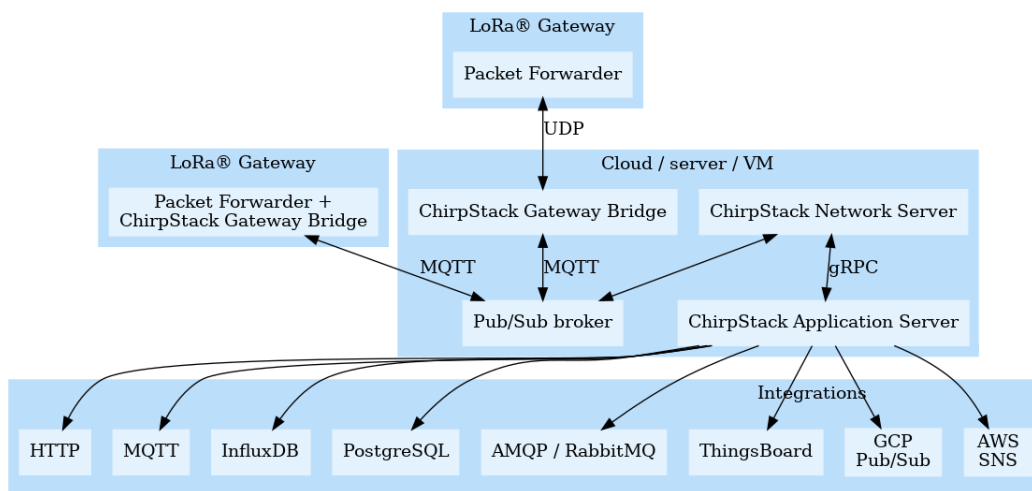 LoRa® Gateway
Packet Forwarder
UDP
LoRa® Gateway
Packet Forwarder +
ChirpStack Gateway Bridge
Cloud / server / VM
ChirpStack Gateway Bridge
ChirpStack Network Server
MQTT
MQTT
gRPC
Pub/Sub broker
ChirpStack Application Server
Integrations
HTTP
MQTT
InfluxDB
PostgreSQL
AMQP / RabbitMQ
ThingsBoard
GCP
Pub/Sub
AWS
SNS